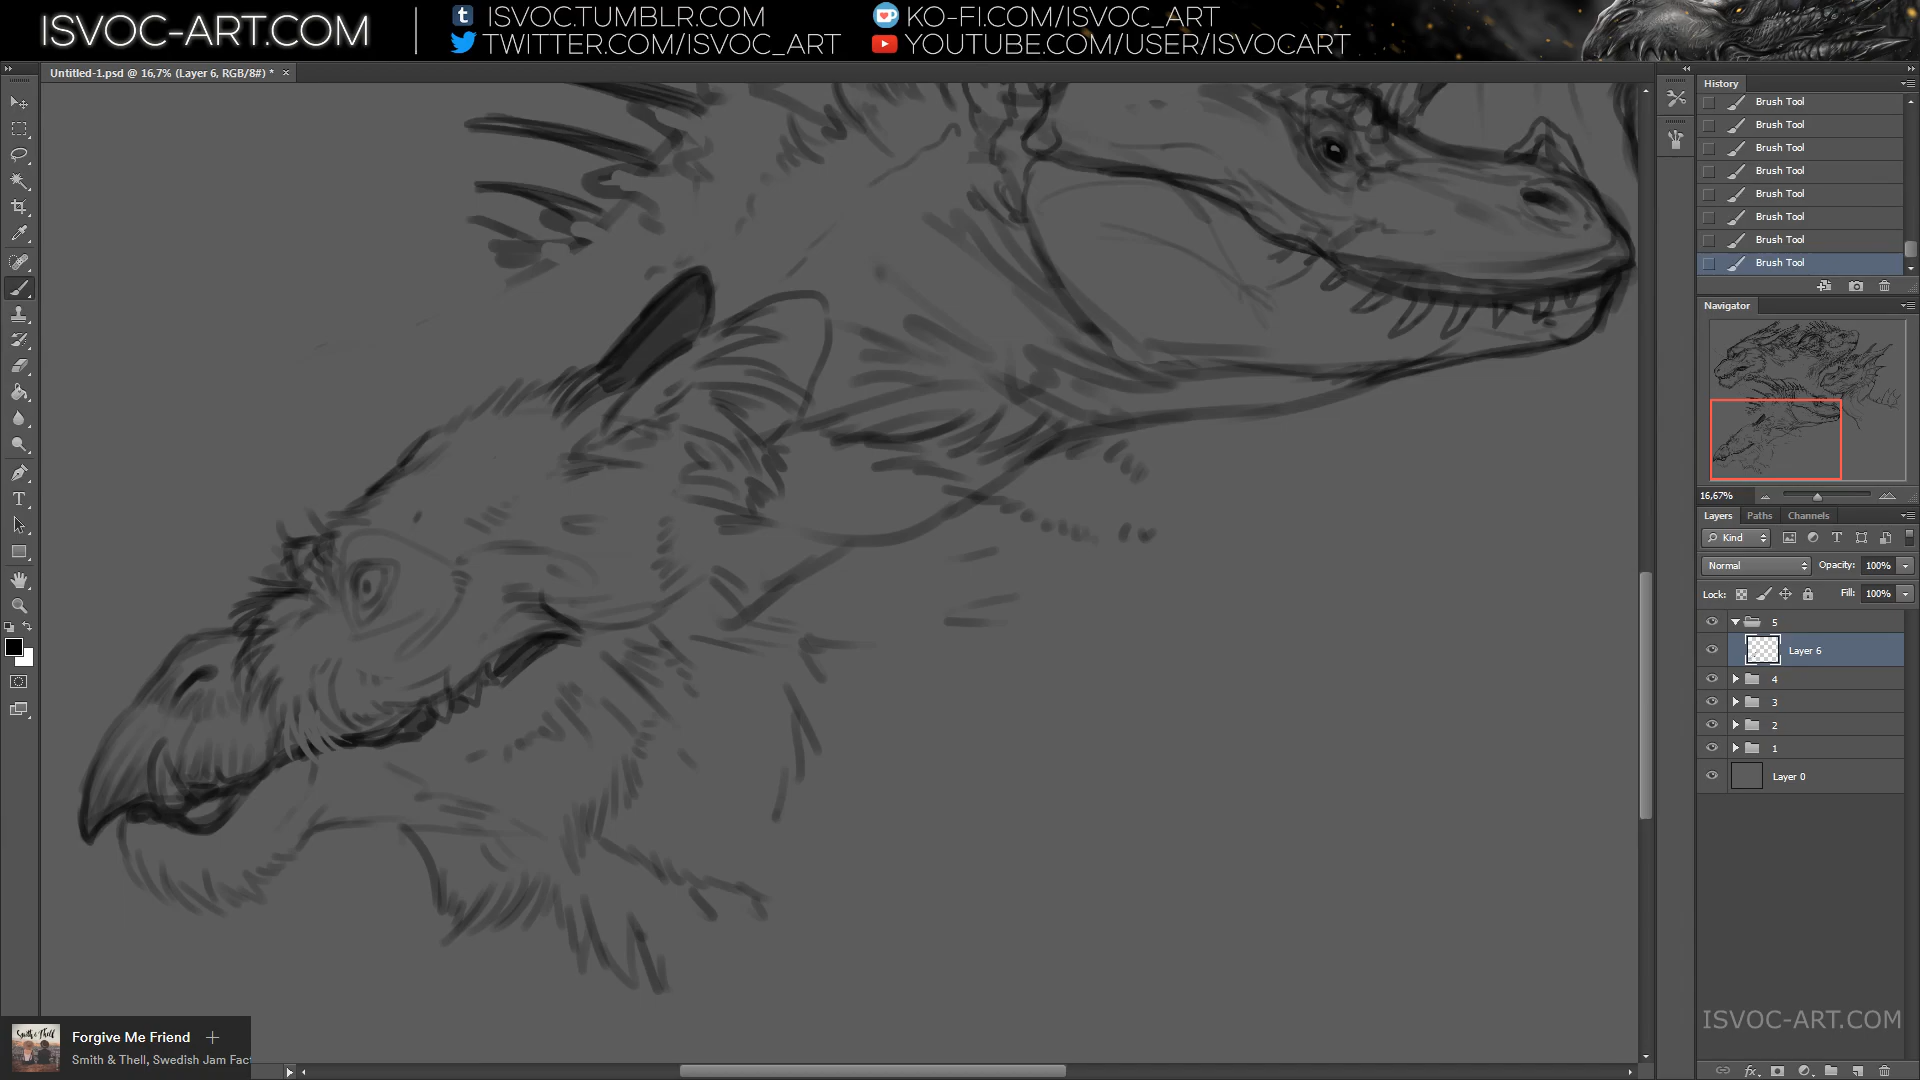 ISVOC-ART.COM
ISVOC.TUMBLR.COM
KO-FI.COM/ISVOC_ART
TWITTER.COM/ISVOC_ART
YOUTUBE.COM/USER/ISVOCART
Untitled-1.psd @ 16,7% (Layer 6, RGB/8#) *
History
Brush Tool
Brush Tool
Brush Tool
Brush Tool
Brush Tool
Brush Tool
Brush Tool
Brush Tool
Navigator
16,67%
Layers Paths Channels
Kind
Normal Opacity: 100%
Lock: Fill: 100%
5
Layer 6
4
3
2
1
Layer 0
ISVOC-ART.COM
Smith & Thell
Forgive Me Friend
Smith & Thell, Swedish Jam Fac